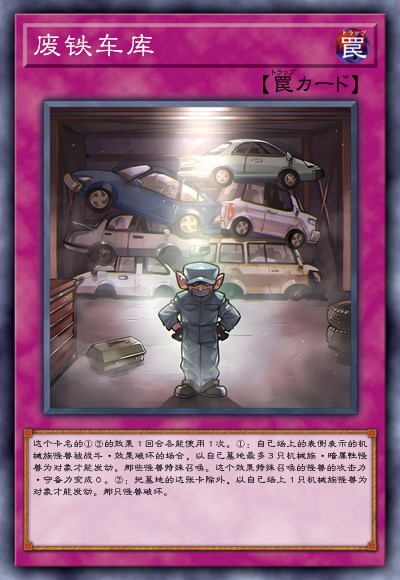 废铁车库
トラップ
罠
トラップ
【罠カード】
这个卡名的①②的效果1回合各能使用1次。①：自己场上的表侧表示的机
械族怪兽被战斗·效果破坏的场合，以自己墓地最多3只机械族·暗属性怪
兽为对象才能发动。那些怪兽特殊召唤。这个效果特殊召唤的怪兽的攻击力
·守备力变成0。②：把墓地的这张卡除外，以自己场上1只机械族怪兽为
对象才能发动。那只怪兽破坏。